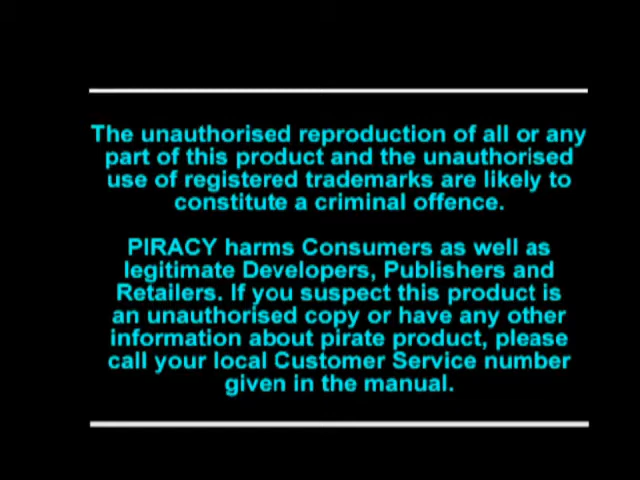 The unauthorised reproduction of all or any
part of this product and the unauthorised
use of registered trademarks are likely to
constitute a criminal offence.
PIRACY harms Consumers as well as
legitimate Developers, Publishers and
Retailers. If you suspect this product is
an unauthorised copy or have any other
information about pirate product, please
call your local Customer Service number
given in the manual.